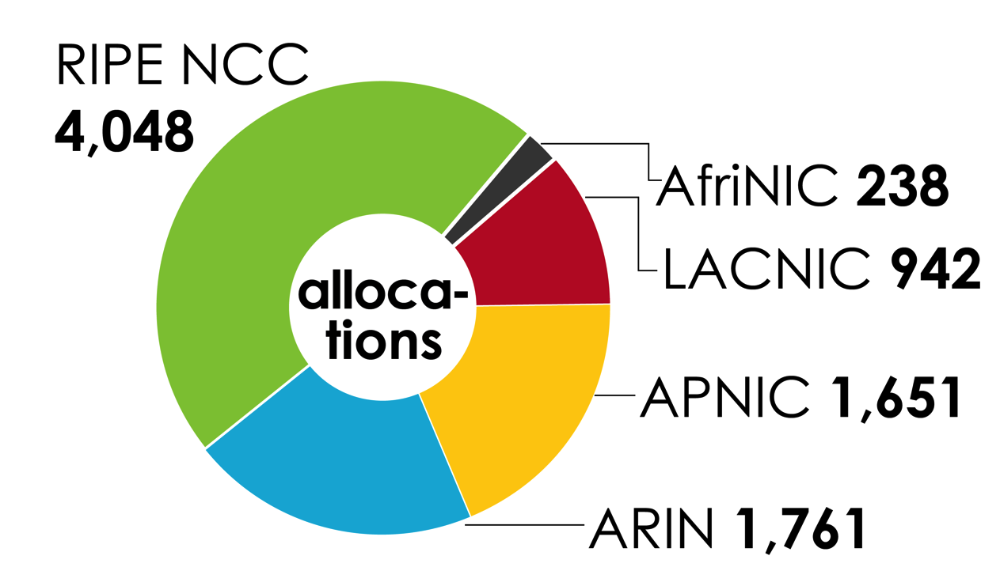 RIPE NCC
4,048
AfriNIC 238
LACNIC 942
alloca-
tions
APNIC 1,651
ARIN 1,761